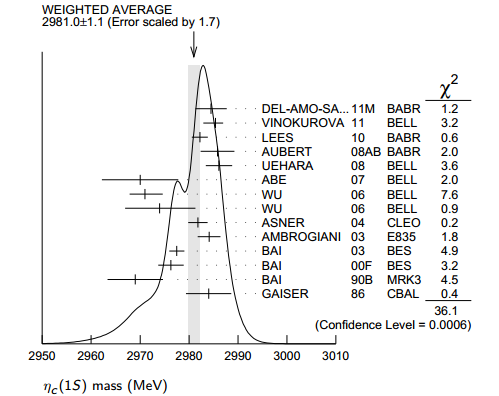 WEIGHTED AVERAGE
2981.0±1.1 (Error scaled by 1.7)
χ2
DEL-AMO-SA... 11M BABR 1.2
VINOKUROVA 11 BELL 3.2
LEES 10 BABR 0.6
AUBERT 08AB BABR 2.0
UEHARA 08 BELL 3.6
ABE 07 BELL 2.0
WU 06 BELL 7.6
WU 06 BELL 0.9
ASNER 04 CLEO 0.2
AMBROGIANI 03 E835 1.8
BAI 03 BES 4.9
BAI 00F BES 3.2
BAI 90B MRK3 4.5
GAISER 86 CBAL 0.4
36.1
(Confidence Level = 0.0006)
2950 2960 2970 2980 2990 3000 3010
ηc(1S) mass (MeV)